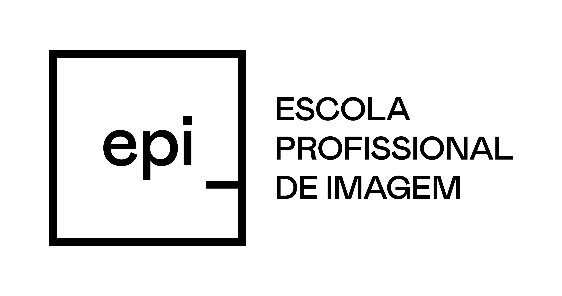 epi
ESCOLA
PROFISSIONAL
DE IMAGEM